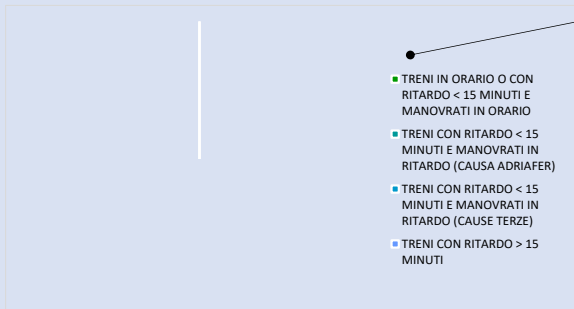 TRENI IN ORARIO O CON
RITARDO < 15 MINUTI E
MANOVRATI IN ORARIO
TRENI CON RITARDO < 15
MINUTI E MANOVRATI IN
RITARDO (CAUSA ADRIAFER)
TRENI CON RITARDO < 15
MINUTI E MANOVRATI IN
RITARDO (CAUSE TERZE)
TRENI CON RITARDO > 15
MINUTI